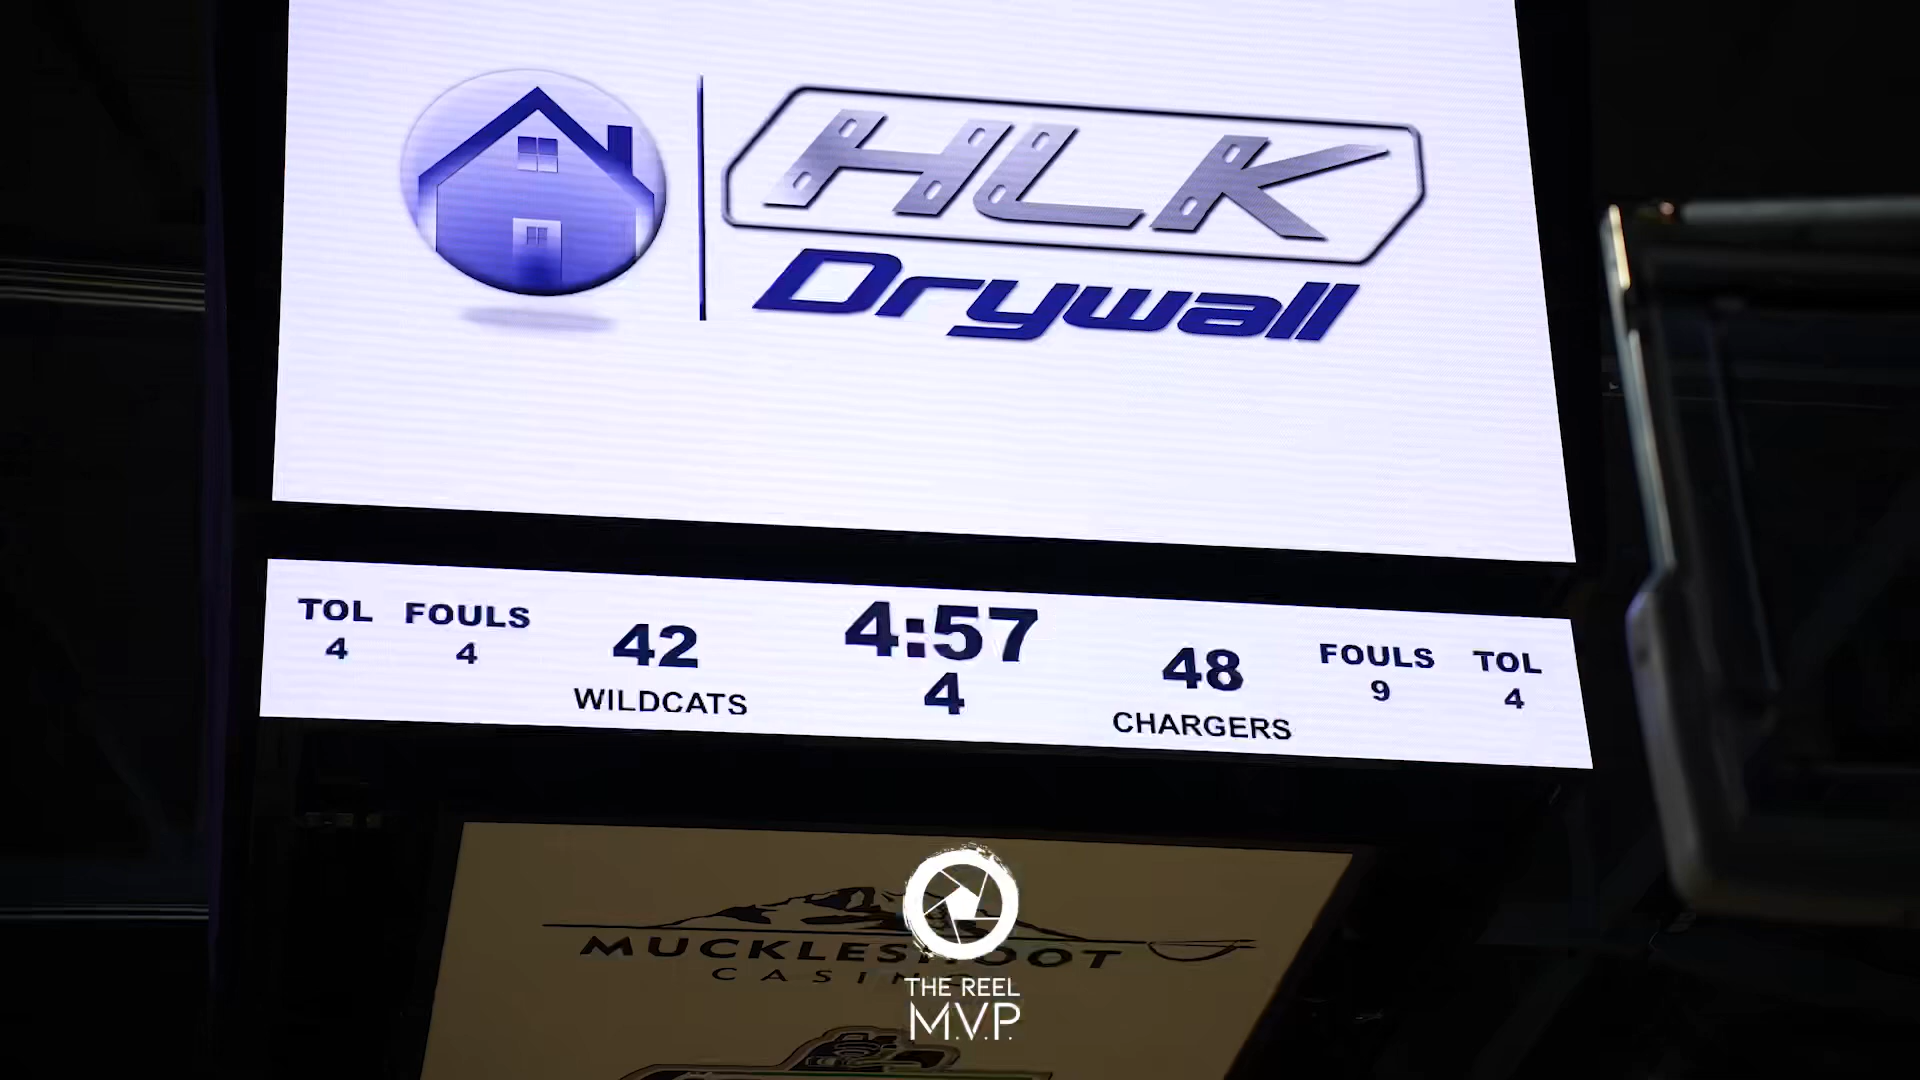 HLK
Drywall
TOL FOULS 4:57 FOULS TOL
4 4 42 48 9 4
WILDCATS 4 CHARGERS
MUCKLESHOOT
CASINO
THE REEL
M.V.P.